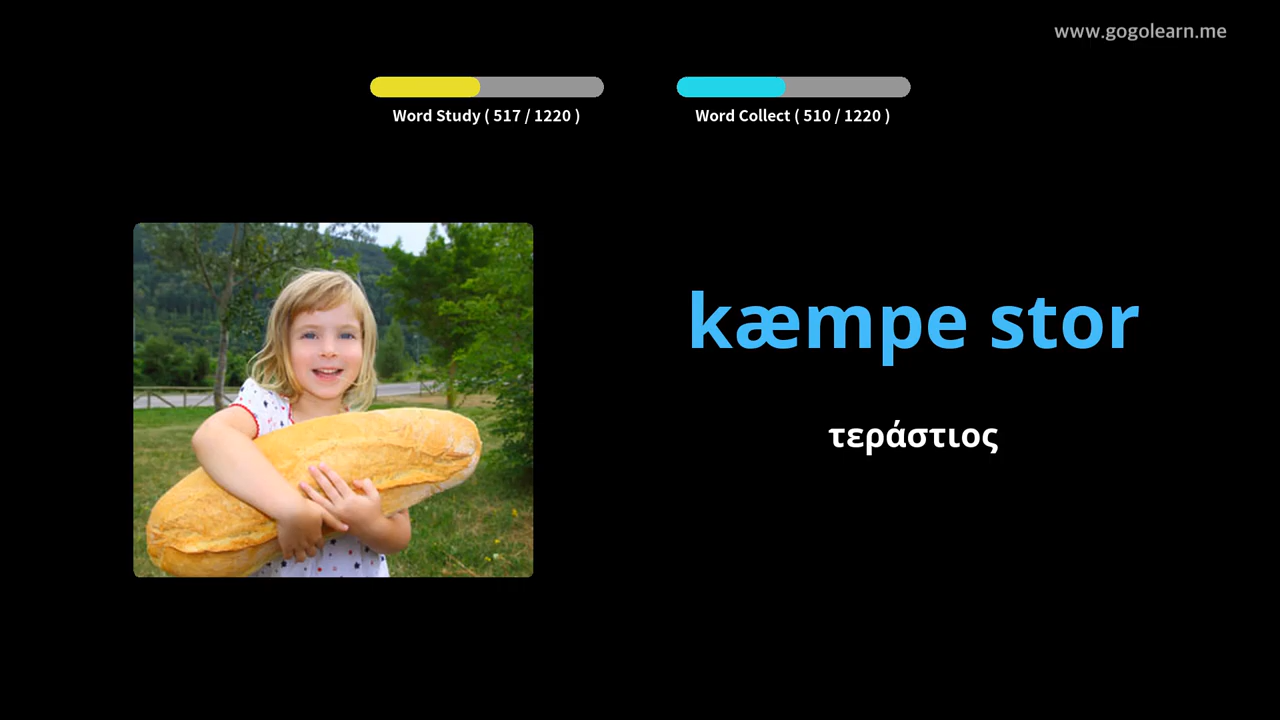 www.gogolearn.me
Word Study ( 517 / 1220 )
Word Collect ( 510 / 1220 )
kæmpe stor
τεράστιος